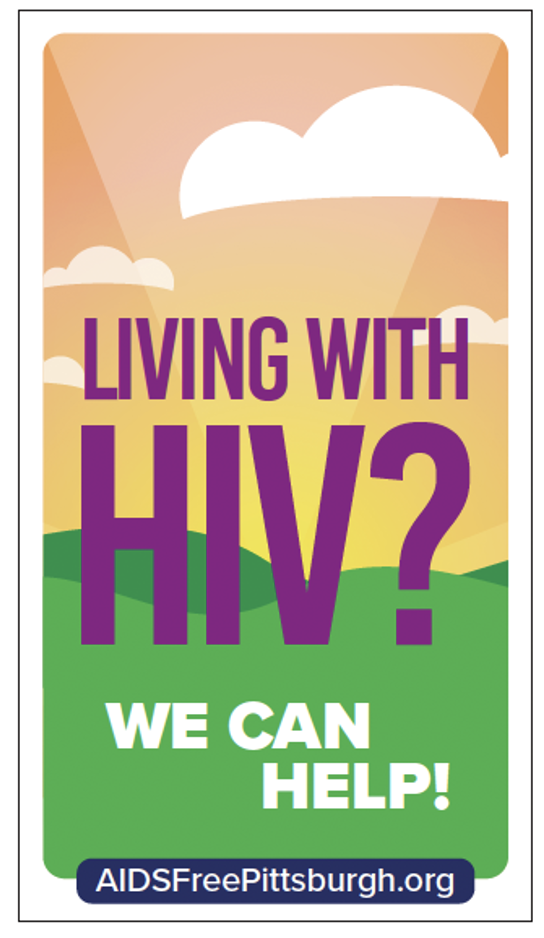 LIVING WITH
HIV?
WE CAN
HELP!
AIDSFreePittsburgh.org